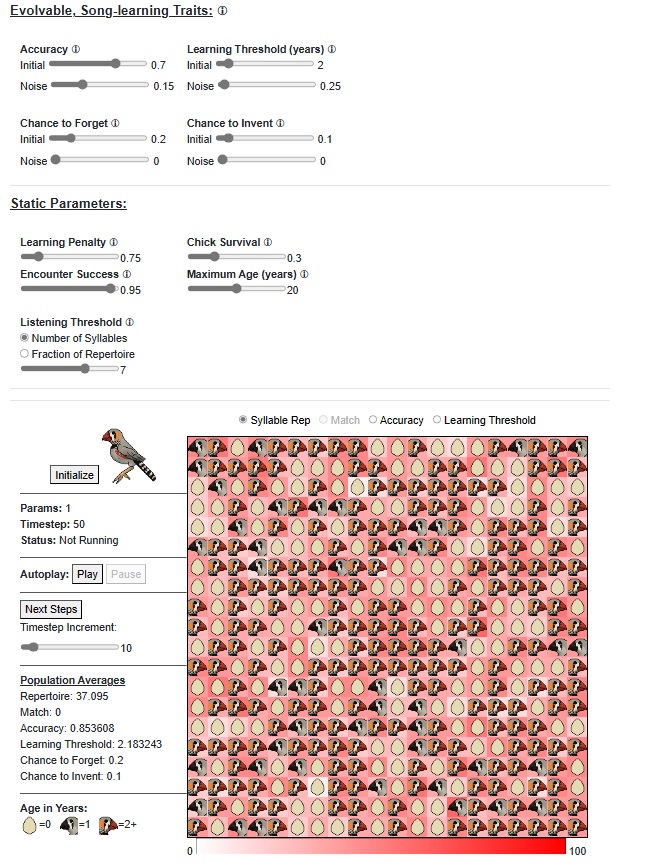 Evolvable, Song-learning Traits: ⓘ
Accuracy ⓘ
Initial 0.7
Noise 0.15
Learning Threshold (years) ⓘ
Initial 2
Noise 0.25
Chance to Forget ⓘ
Initial 0.2
Noise 0
Chance to Invent ⓘ
Initial 0.1
Noise 0
Static Parameters:
Learning Penalty ⓘ
0.75
Chick Survival ⓘ
0.3
Encounter Success ⓘ
0.95
Maximum Age (years) ⓘ
20
Listening Threshold ⓘ
Number of Syllables
Fraction of Repertoire
7
Syllable Rep Match Accuracy Learning Threshold
Initialize
Params: 1
Timestep: 50
Status: Not Running
Autoplay: Play Pause
Next Steps
Timestep Increment:
10
Population Averages
Repertoire: 37.095
Match: 0
Accuracy: 0.853608
Learning Threshold: 2.183243
Chance to Forget: 0.2
Chance to Invent: 0.1
Age in Years:
=0 =1 =2+
0 100